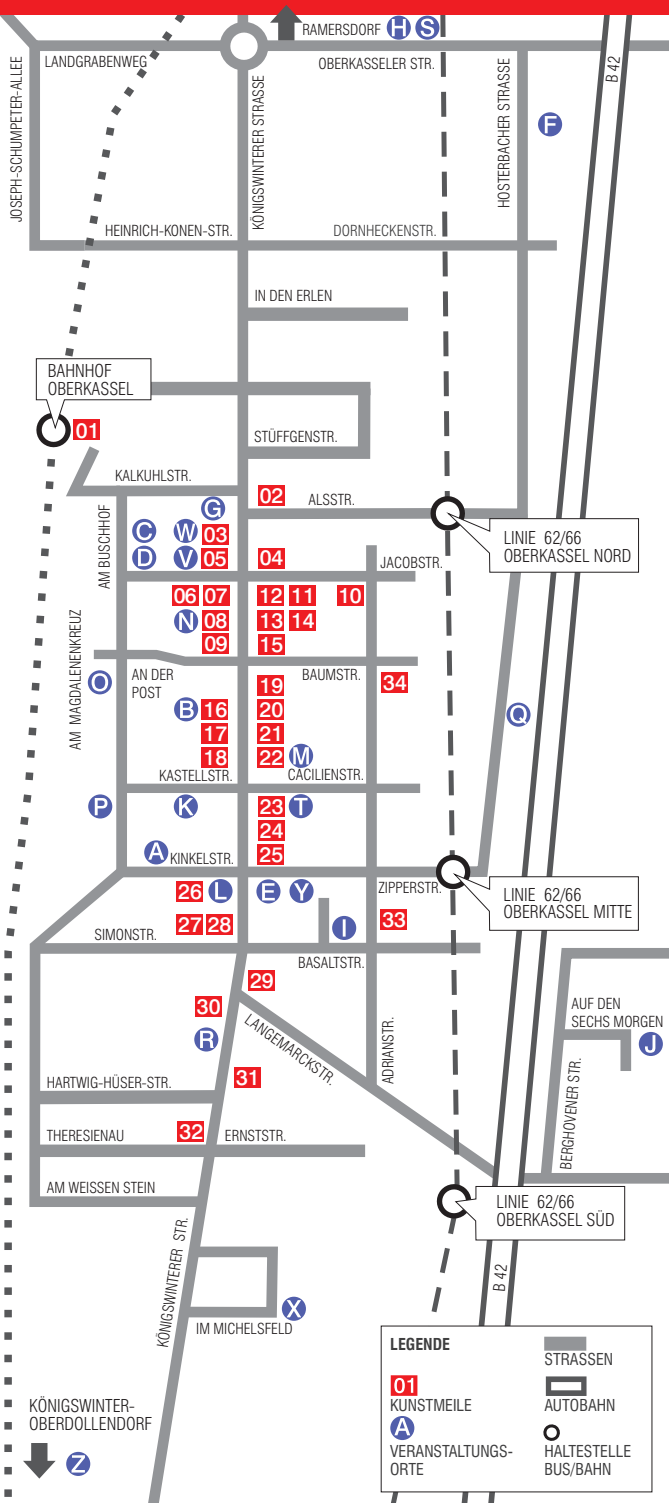 RAMERSDORF H S
LANDGRABENWEG
OBERKASSELER STR.
JOSEPH-SCHUMPETER-ALLEE
KÖNIGSWINTERER STRASSE
HOSTERBACHER STRASSE
B 42
F
HEINRICH-KONEN-STR.
DORNHECKENSTR.
IN DEN ERLEN
BAHNHOF
OBERKASSEL
01
STÜFFGENSTR.
KALKUHLSTR.
02
ALSSTR.
G
AM BUSCHHOF
C W 03
D V 05
04
JACOBSTR.
LINIE 62/66
OBERKASSEL NORD
06 07
12 11 10
N 08
13 14
09
15
AM MAGDALENENKREUZ
O
AN DER
POST
BAUMSTR.
34
19
B 16
20
Q
17
21
18
22 M
KASTELLSTR.
CACILIENSTR.
P
K
23 T
24
A KINKELSTR.
25
26 L
E Y
ZIPPERSTR.
LINIE 62/66
OBERKASSEL MITTE
27 28
I
33
SIMONSTR.
BASALTSTR.
29
30
LANGEMARCKSTR.
ADRIANSTR.
AUF DEN
SECHS MORGEN
J
BERGHOVENER STR.
R
31
HARTWIG-HÜSER-STR.
32
THERESIENAU
ERNSTSTR.
AM WEISSEN STEIN
LINIE 62/66
OBERKASSEL SÜD
KÖNIGSWINTERER STR.
B 42
X
IM MICHELSFELD
KÖNIGSWINTER-
OBERDOLLENDORF
Z
LEGENDE
STRASSEN
01
KUNSTMEILE
AUTOBAHN
A
VERANSTALTUNGS-
ORTE
HALTESTELLE
BUS/BAHN